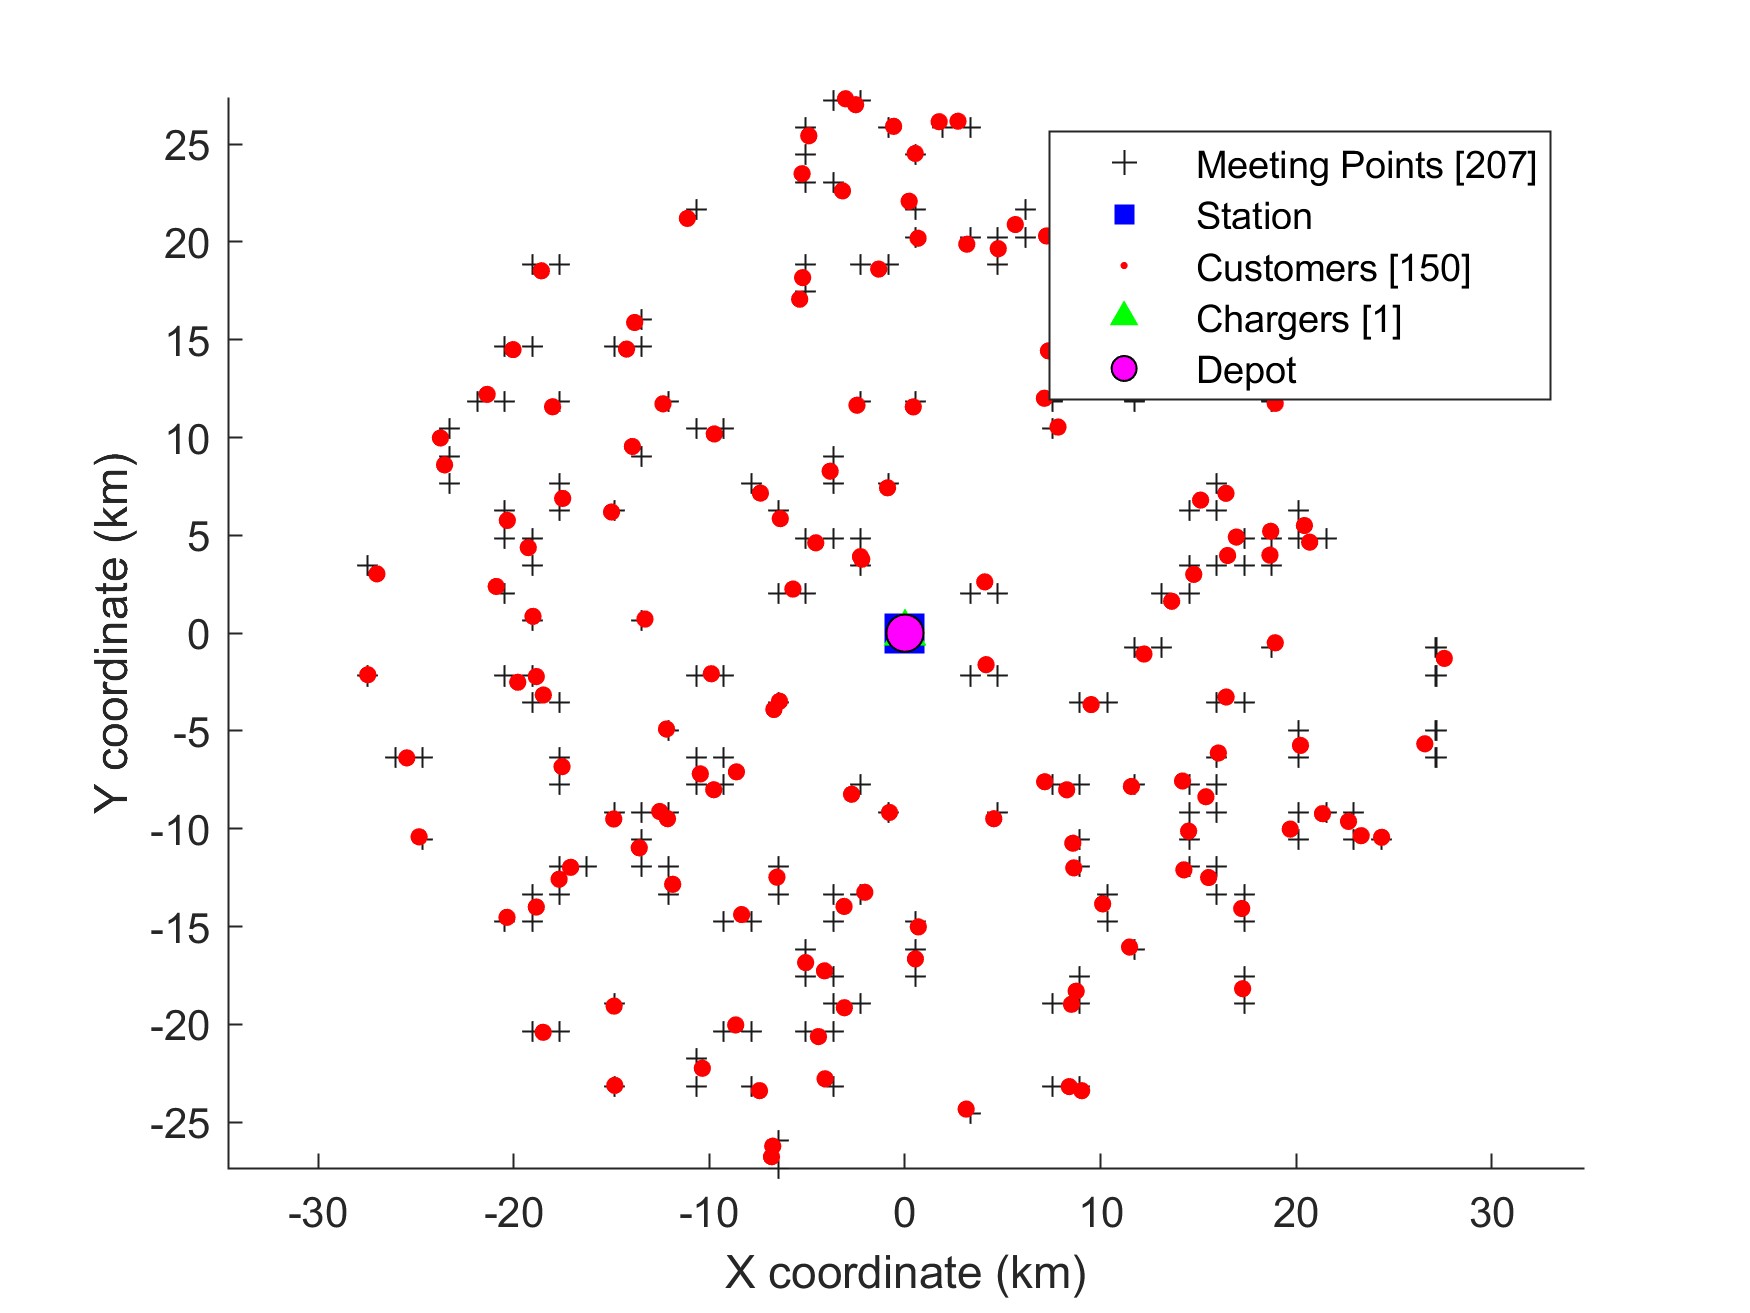 25
20
15
10
5
0
-5
-10
-15
-20
-25
Y coordinate (km)
Meeting Points [207]
Station
Customers [150]
Chargers [1]
Depot
-30 -20 -10 0 10 20 30
X coordinate (km)